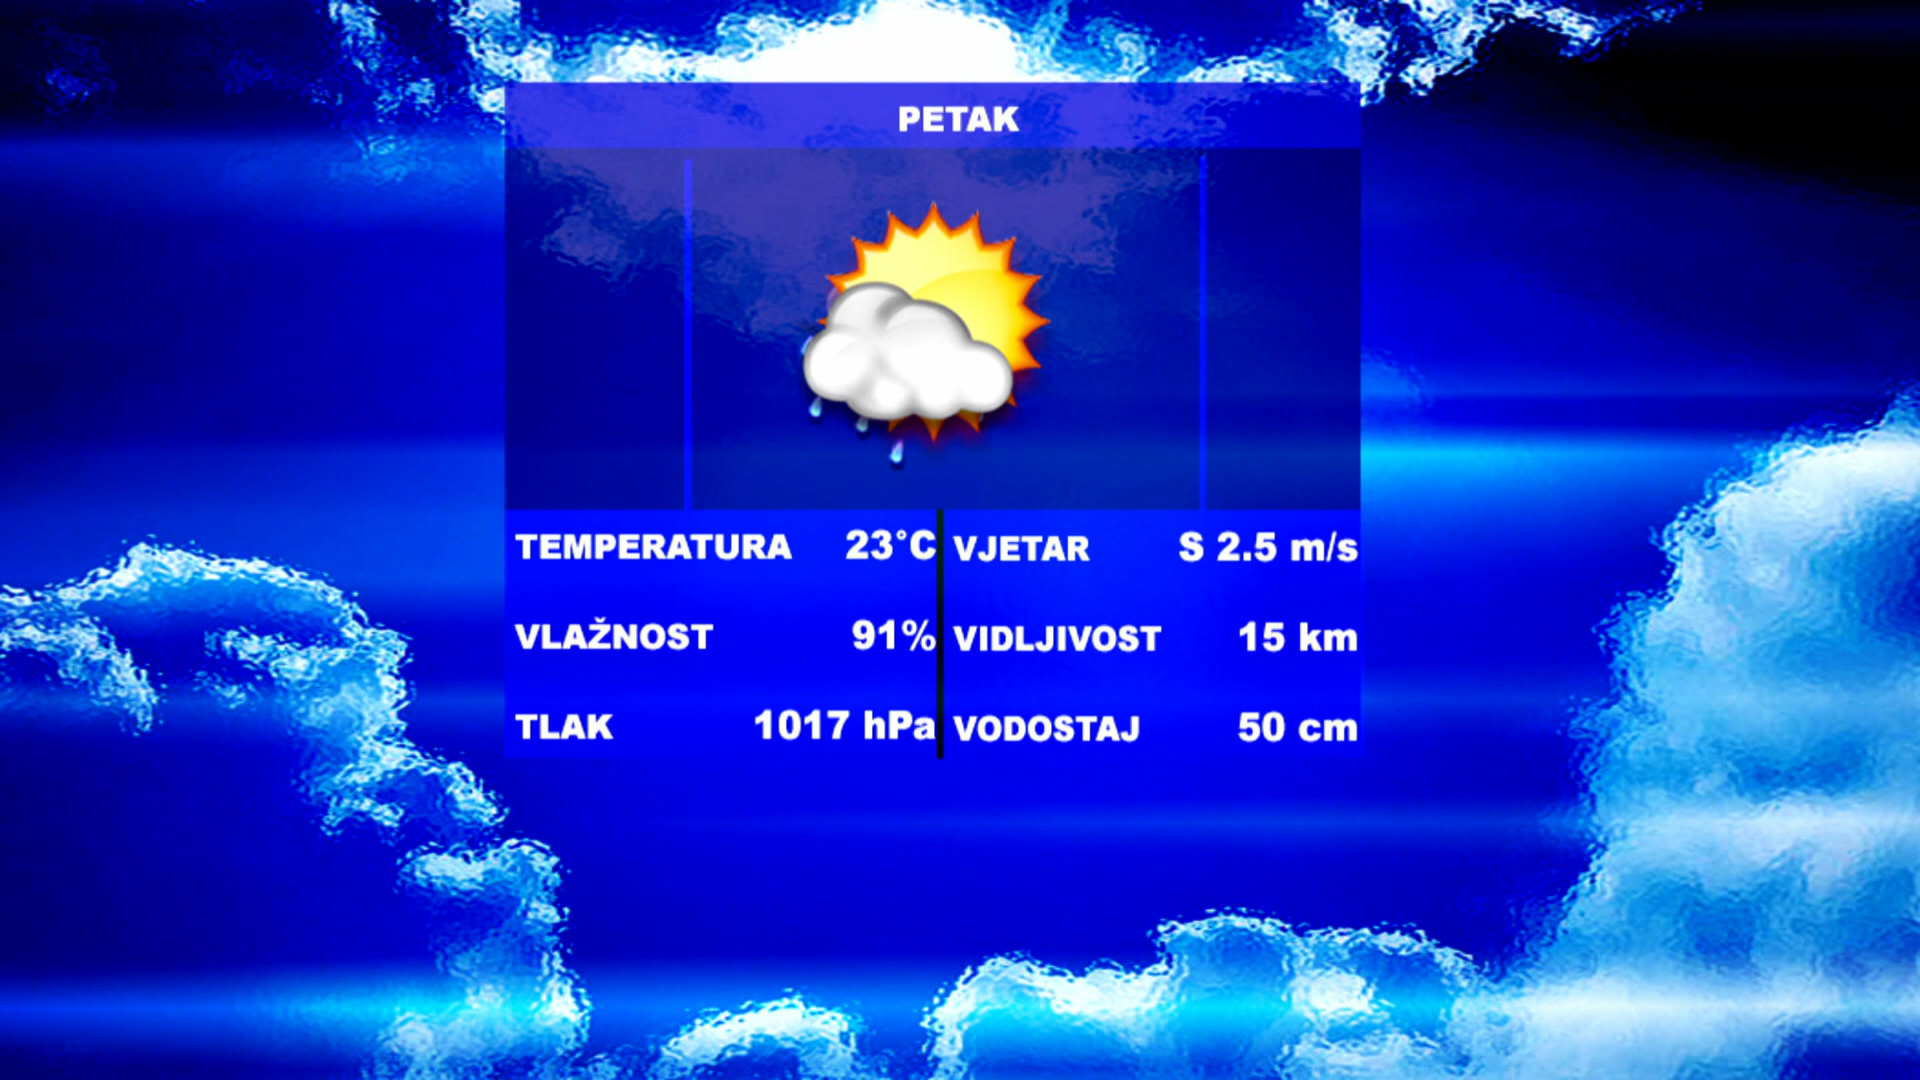 PETAK
TEMPERATURA 23°C VJETAR S 2.5 m/s
VLAŽNOST 91% VIDLJIVOST 15 km
TLAK 1017 hPa VODOSTAJ 50 cm